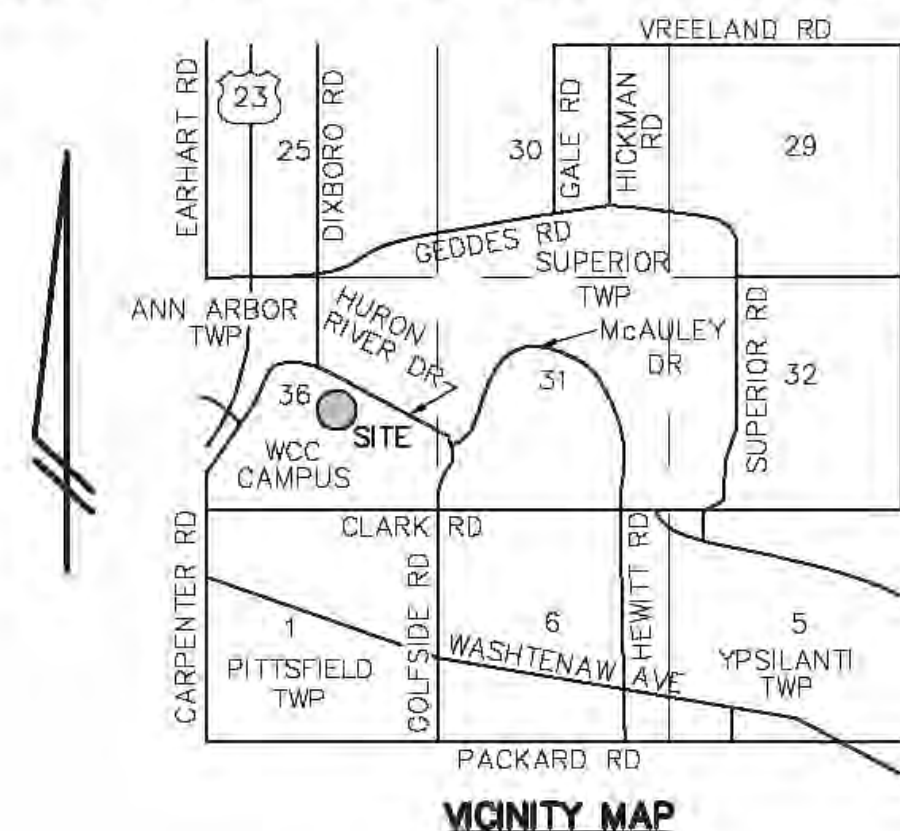 VREELAND RD
EARHART RD
23
25
DIXBORO RD
30
GALE RD
HICKMAN
RD
29
GEDDES RD
SUPERIOR
TWP
ANN ARBOR
TWP
HURON
RIVER DR
McAULEY
DR
SUPERIOR RD
31
32
36
SITE
WCC
CAMPUS
CARPENTER RD
CLARK RD
GOLFSIDE RD
HEWITT RD
1
PITTSFIELD
TWP
6
WASHTENAW AVE
5
YPSILANTI
TWP
PACKARD RD
VICINITY MAP